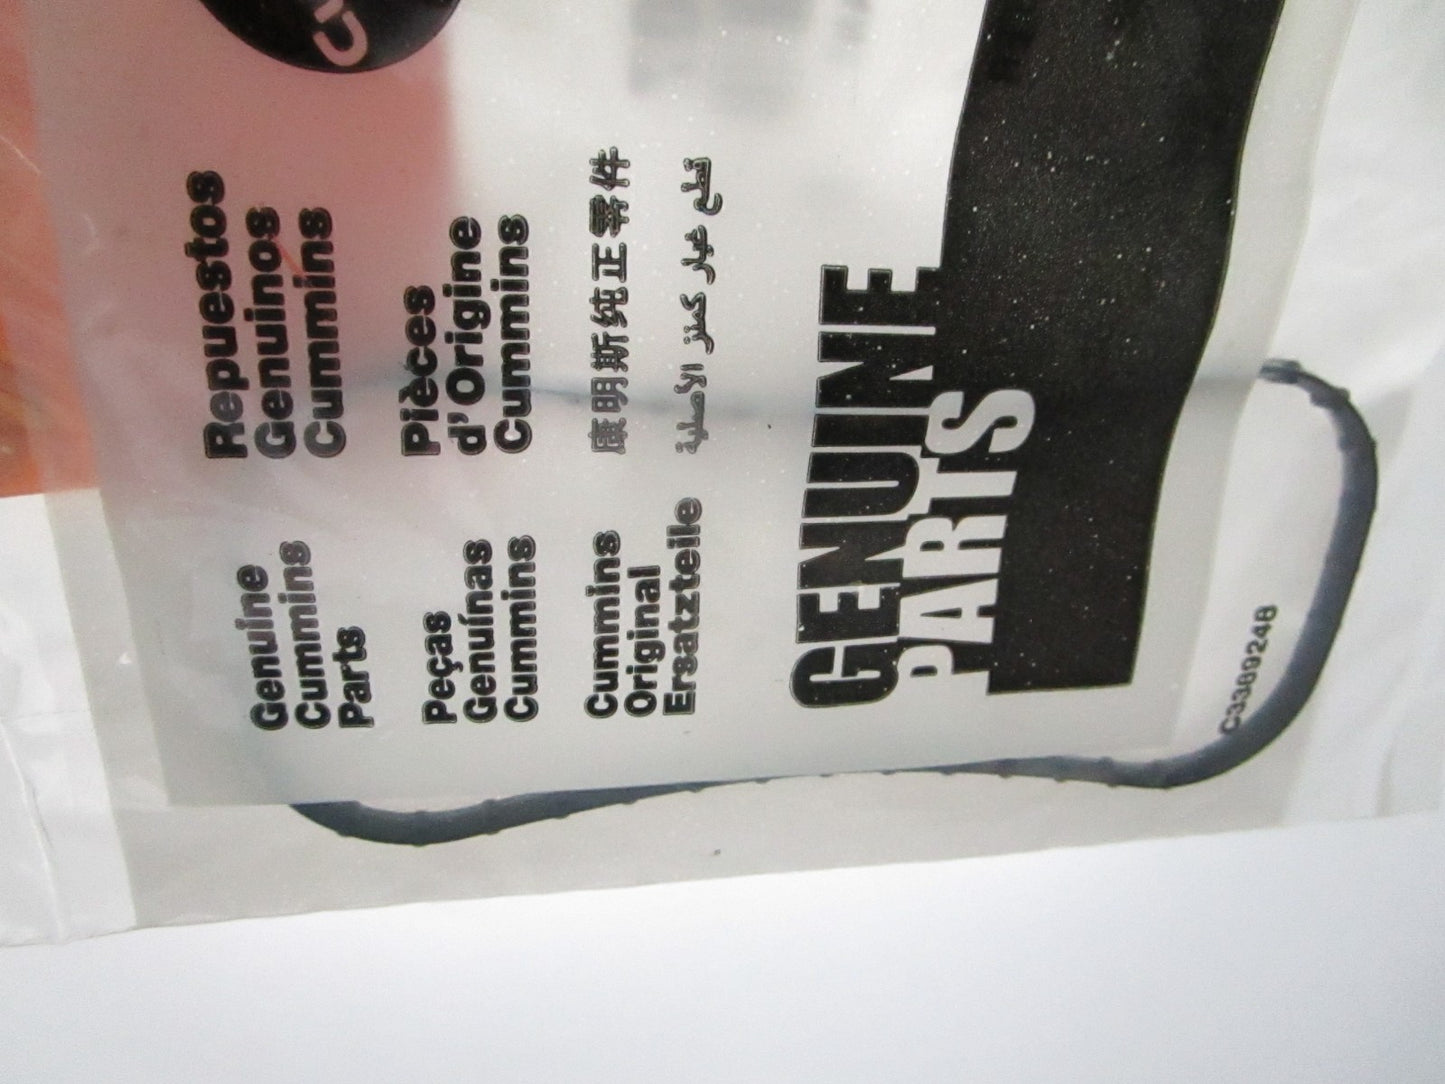 Genuine
Cummins
Parts
Repuestos
Genuinos
Cummins
Peças
Genuínas
Cummins
Pièces
d'Origine
Cummins
Cummins
Original
Ersatzteile
康明斯纯正零件
قطع غيار كمنز الأصلية
GENUINE
PARTS
C3389248